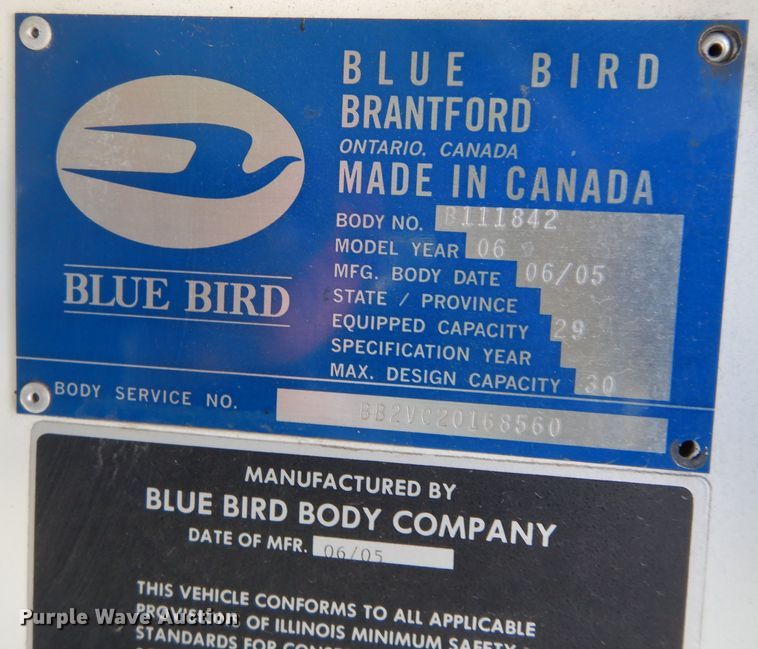 BLUE BIRD
BRANTFORD
ONTARIO, CANADA
MADE IN CANADA
BODY NO. B111842
MODEL YEAR 06
MFG. BODY DATE 06/05
STATE / PROVINCE
EQUIPPED CAPACITY 29
SPECIFICATION YEAR
MAX. DESIGN CAPACITY 30
BLUE BIRD
BODY SERVICE NO. BB2VC20168560
MANUFACTURED BY
BLUE BIRD BODY COMPANY
DATE OF MFR. 06/05
THIS VEHICLE CONFORMS TO ALL APPLICABLE
PROVISIONS OF ILLINOIS MINIMUM SAFETY
STANDARDS FOR
Purple Wave Auction